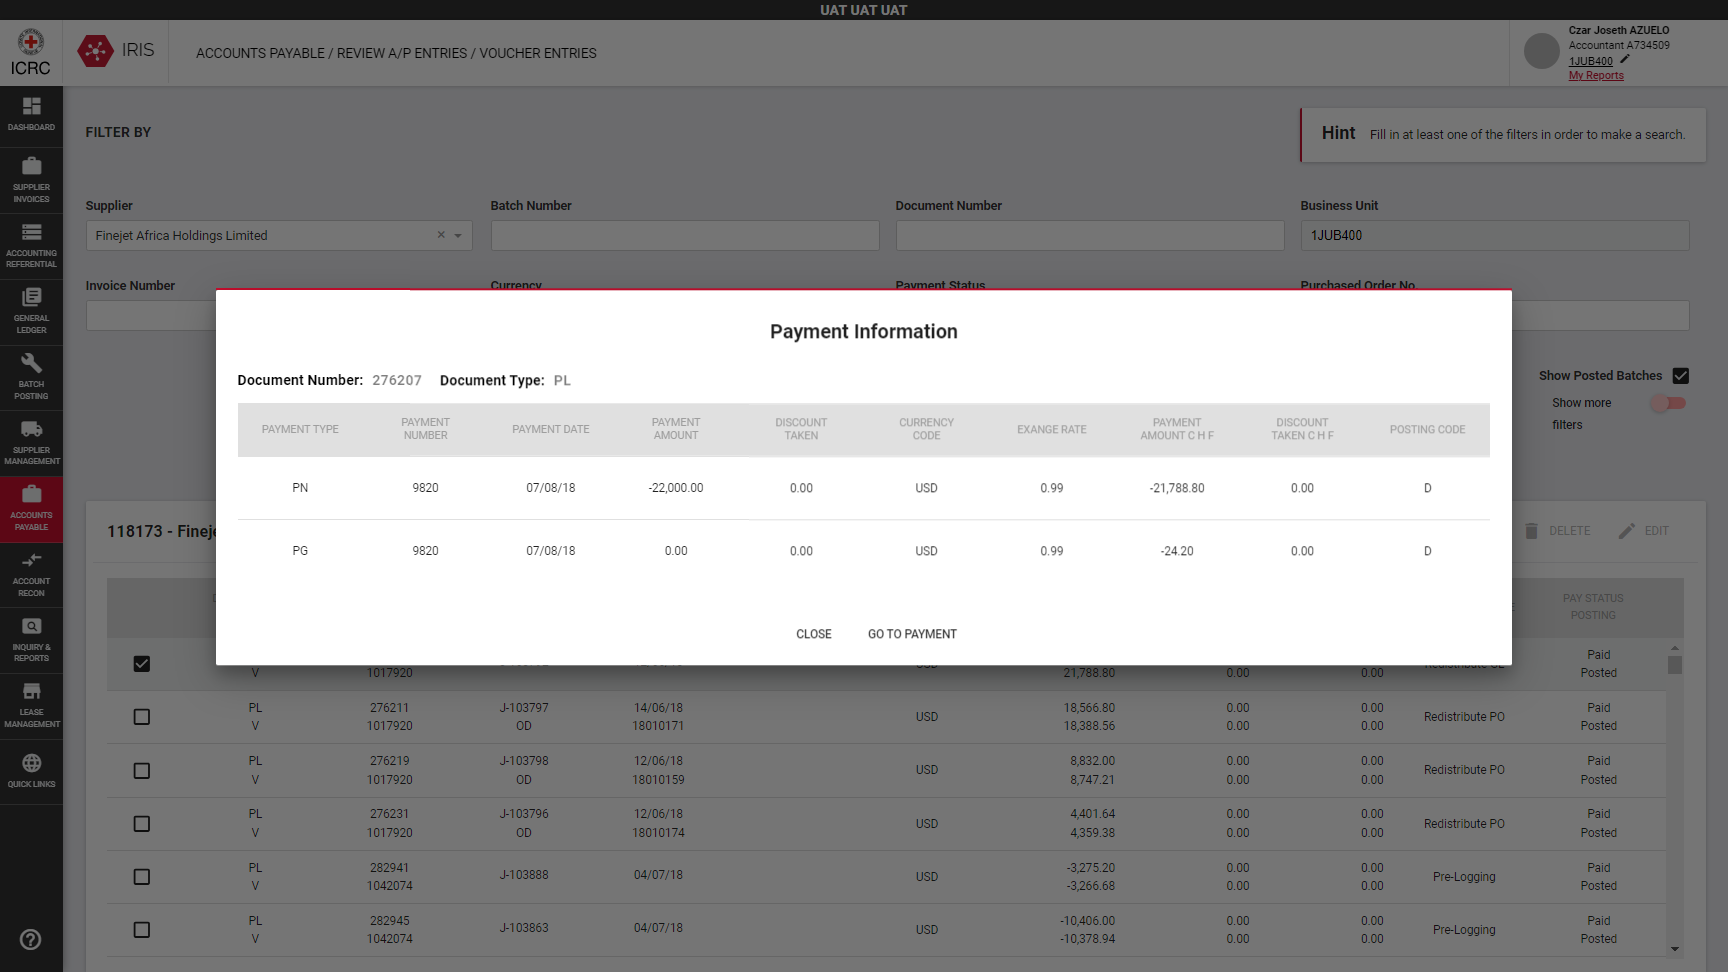 UAT UAT UAT
ICRC
IRIS
ACCOUNTS PAYABLE / REVIEW A/P ENTRIES / VOUCHER ENTRIES
Czar Joseth AZUELO
Accountant A734509
1JUB400
My Reports
DASHBOARD
SUPPLIER
INVOICES
ACCOUNTING
REFERENTIAL
GENERAL
LEDGER
BATCH
POSTING
SUPPLIER
MANAGEMENT
ACCOUNTS
PAYABLE
ACCOUNT
RECON
INQUIRY &
REPORTS
LEASE
MANAGEMENT
QUICK LINKS
FILTER BY
Hint Fill in at least one of the filters in order to make a search.
Supplier Batch Number Document Number Business Unit
Finejet Africa Holdings Limited 1JUB400
Invoice Number Currency Payment Status Purchased Order No.
Show Posted Batches
Show more
filters
Payment Information
Document Number: 276207 Document Type: PL
PAYMENT TYPE PAYMENT NUMBER PAYMENT DATE PAYMENT AMOUNT DISCOUNT TAKEN CURRENCY CODE EXANGE RATE PAYMENT AMOUNT C H F DISCOUNT TAKEN C H F POSTING CODE
PN 9820 07/08/18 -22,000.00 0.00 USD 0.99 -21,788.80 0.00 D
PG 9820 07/08/18 0.00 0.00 USD 0.99 -24.20 0.00 D
CLOSE GO TO PAYMENT
118173 - Fineje
DELETE EDIT
PAY STATUS
POSTING
Paid
V 1017920 21,788.80 0.00 0.00 Posted
PL 276211 J-103797 14/06/18 18,566.80 0.00 0.00 Paid
USD Redistribute PO
V 1017920 OD 18010171 18,388.56 0.00 0.00 Posted
PL 276219 J-103798 12/06/18 8,832.00 0.00 0.00 Paid
USD Redistribute PO
V 1017920 OD 18010159 8,747.21 0.00 0.00 Posted
PL 276231 J-103796 12/06/18 4,401.64 0.00 0.00 Paid
USD Redistribute PO
V 1017920 OD 18010174 4,359.38 0.00 0.00 Posted
PL 282941 J-103888 04/07/18 -3,275.20 0.00 0.00 Paid
USD Pre-Logging
V 1042074 -3,266.68 0.00 0.00 Posted
PL 282945 J-103863 04/07/18 -10,406.00 0.00 0.00 Paid
USD Pre-Logging
V 1042074 -10,378.94 0.00 0.00 Posted